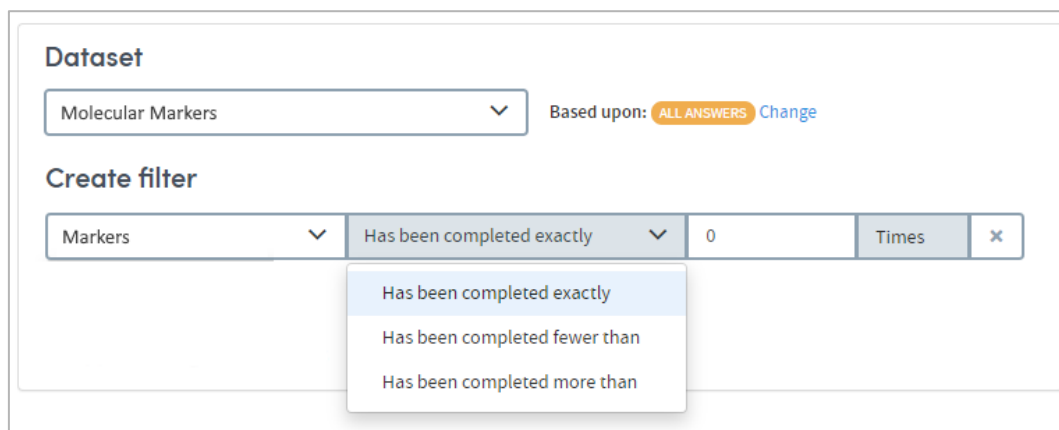 Dataset
Molecular Markers Based upon: ALL ANSWERS Change
Create filter
Markers Has been completed exactly 0 Times ×
Has been completed exactly
Has been completed fewer than
Has been completed more than